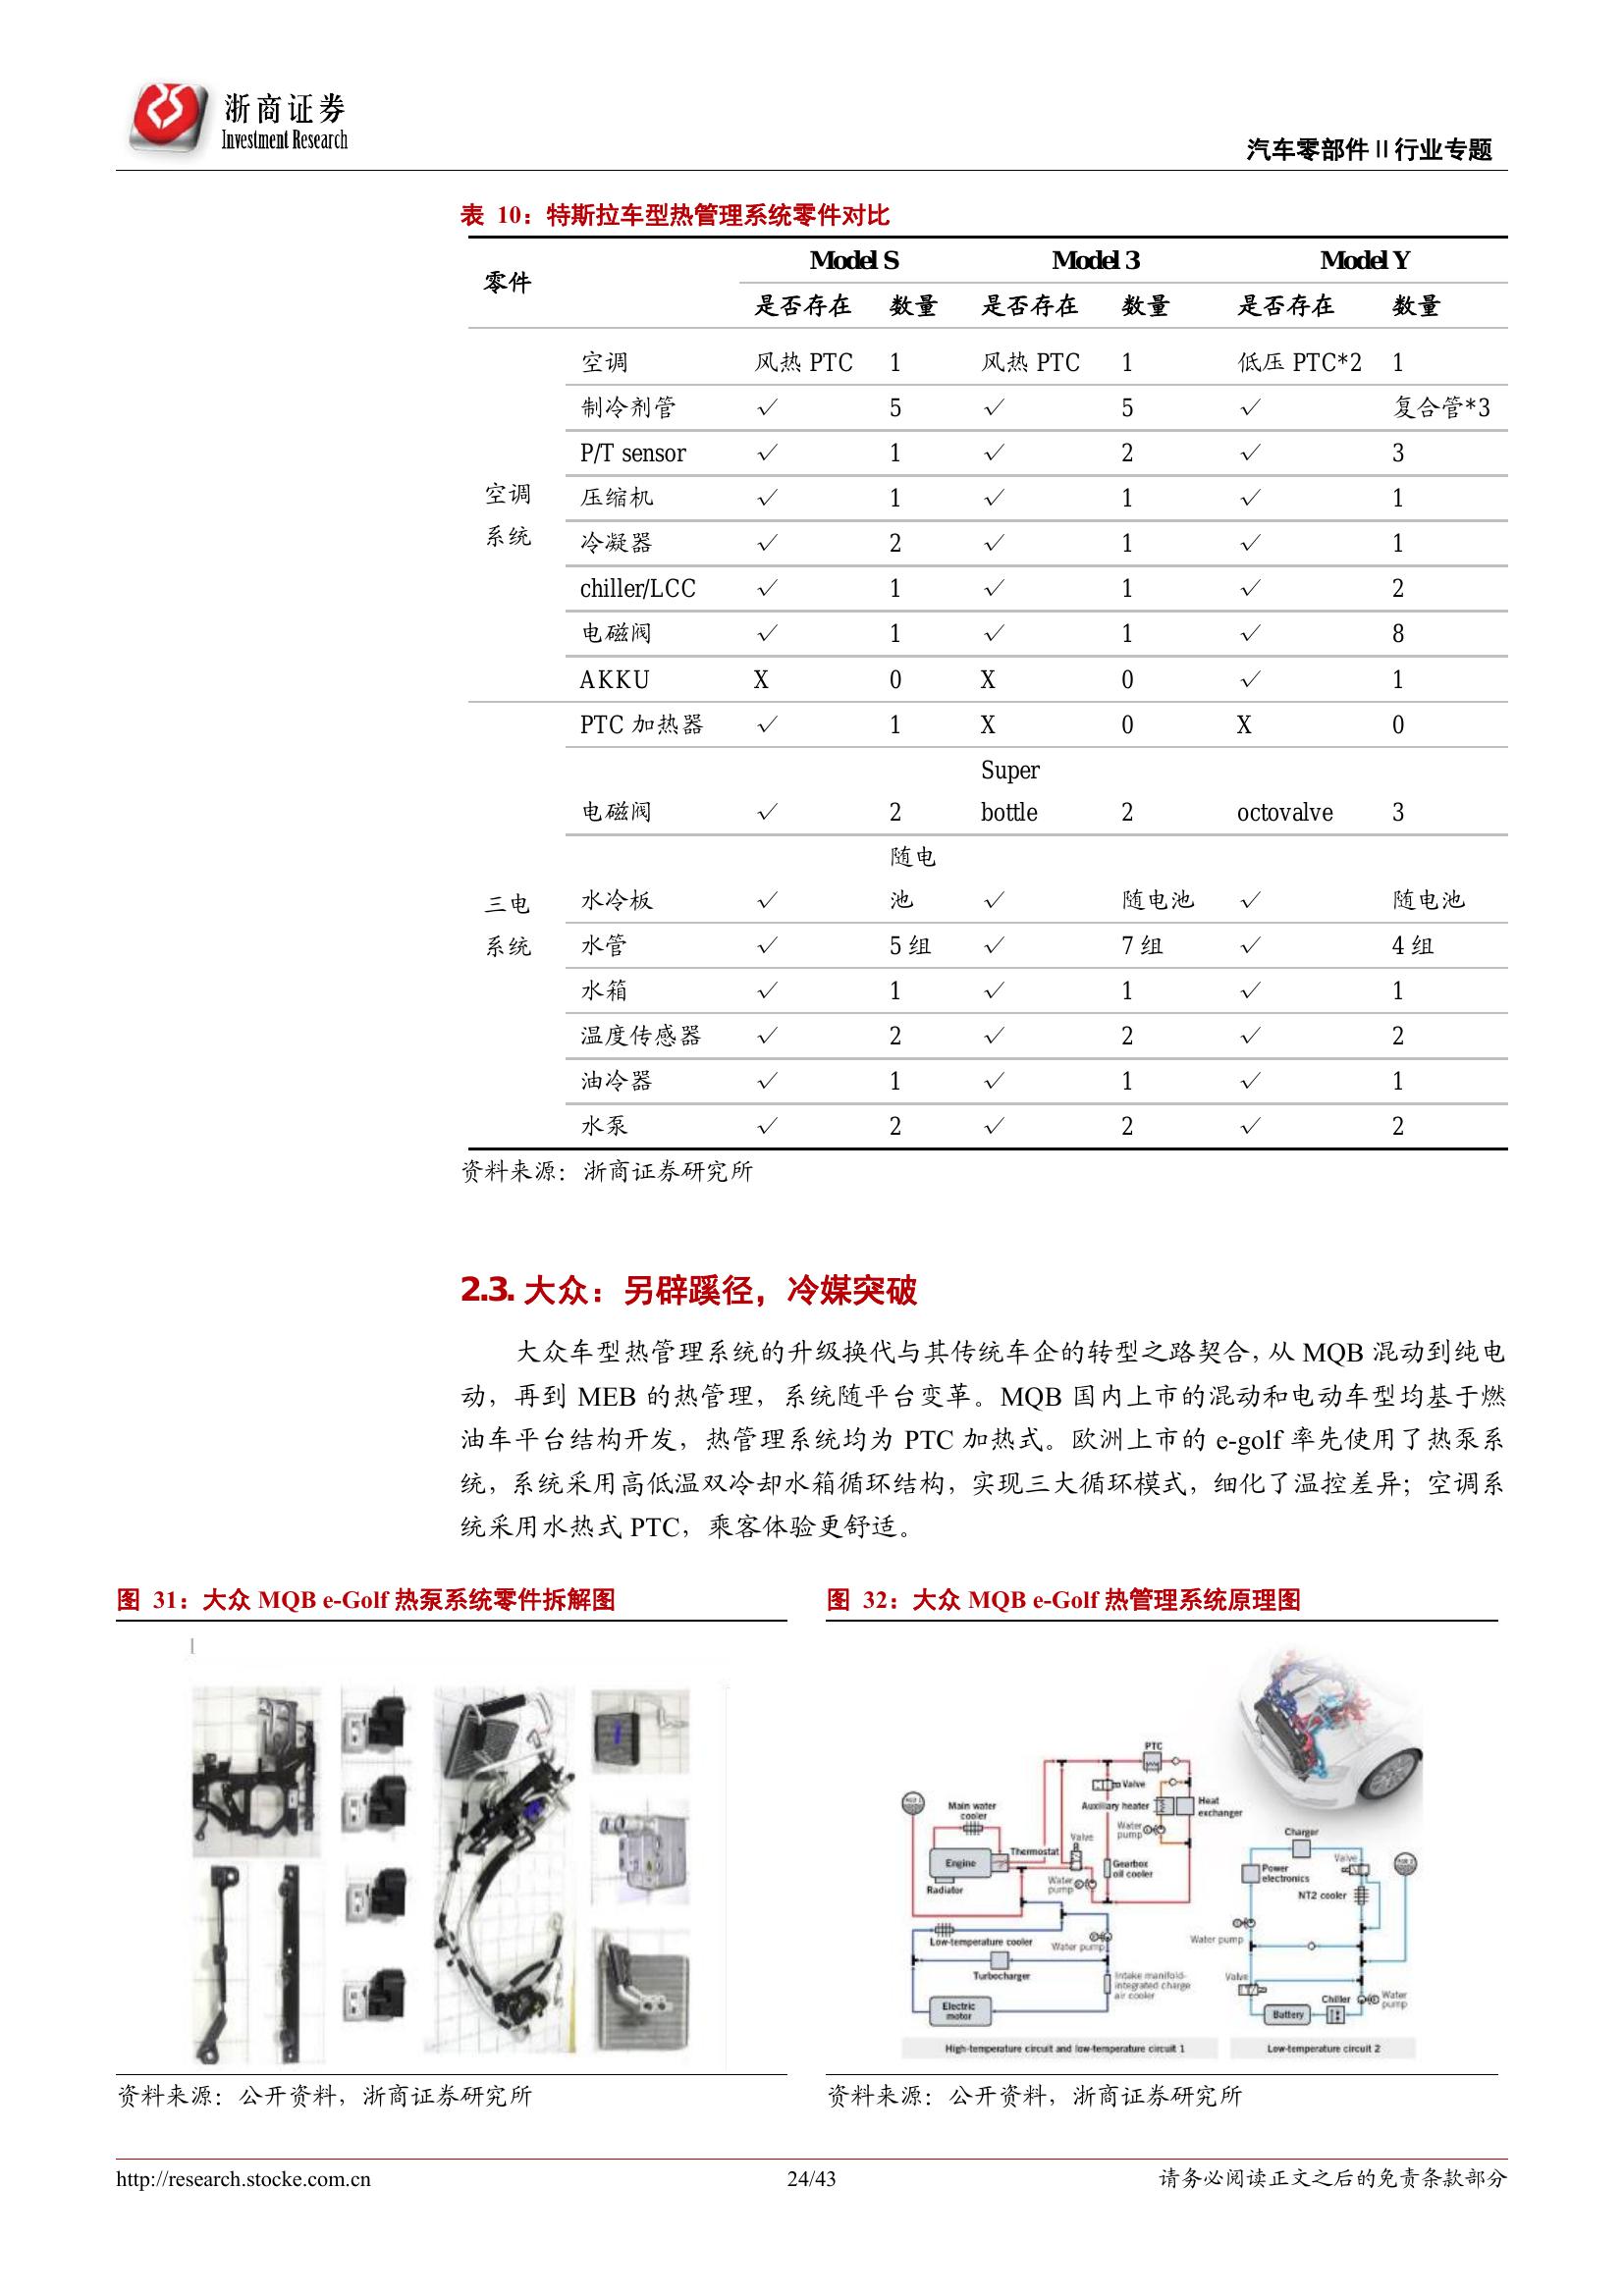 浙商证券
Investment Research
汽车零部件Ⅱ行业专题
表 10：特斯拉车型热管理系统零件对比
零件 Model S Model 3 Model Y
是否存在 数量 是否存在 数量 是否存在 数量
空调系统
空调 风热 PTC 1 风热 PTC 1 低压 PTC*2 1
制冷剂管 √ 5 √ 5 √ 复合管*3
P/T sensor √ 1 √ 2 √ 3
压缩机 √ 1 √ 1 √ 1
冷凝器 √ 2 √ 1 √ 1
chiller/LCC √ 1 √ 1 √ 2
电磁阀 √ 1 √ 1 √ 8
AKKU X 0 X 0 √ 1
三电系统
PTC 加热器 √ 1 X 0 X 0
电磁阀 √ 2 Super bottle 2 octovalve 3
水冷板 √ 随电池 √ 随电池 √ 随电池
水管 √ 5 组 √ 7 组 √ 4 组
水箱 √ 1 √ 1 √ 1
温度传感器 √ 2 √ 2 √ 2
油冷器 √ 1 √ 1 √ 1
水泵 √ 2 √ 2 √ 2
资料来源：浙商证券研究所
2.3. 大众：另辟蹊径，冷媒突破
大众车型热管理系统的升级换代与其传统车企的转型之路契合，从 MQB 混动到纯电
动，再到 MEB 的热管理，系统随平台变革。MQB 国内上市的混动和电动车型均基于燃
油车平台结构开发，热管理系统均为 PTC 加热式。欧洲上市的 e-golf 率先使用了热泵系
统，系统采用高低温双冷却水箱循环结构，实现三大循环模式，细化了温控差异；空调系
统采用水热式 PTC，乘客体验更舒适。
图 31：大众 MQB e-Golf 热泵系统零件拆解图
图 32：大众 MQB e-Golf 热管理系统原理图
PTC
Valve
Main water
cooler
Auxiliary heater
Heat
exchanger
Water
pump
Valve
Thermostat
Engine
Gearbox
oil cooler
Radiator
Water
pump
Low-temperature cooler
Water pump
Turbocharger
Intake manifold-
integrated charge
air cooler
Electric
motor
High-temperature circuit and low-temperature circuit 1
Charger
Valve
Power
electronics
NT2 cooler
Water pump
Valve
Chiller
Water
pump
Battery
Low-temperature circuit 2
资料来源：公开资料，浙商证券研究所
资料来源：公开资料，浙商证券研究所
http://research.stocke.com.cn
24/43
请务必阅读正文之后的免责条款部分